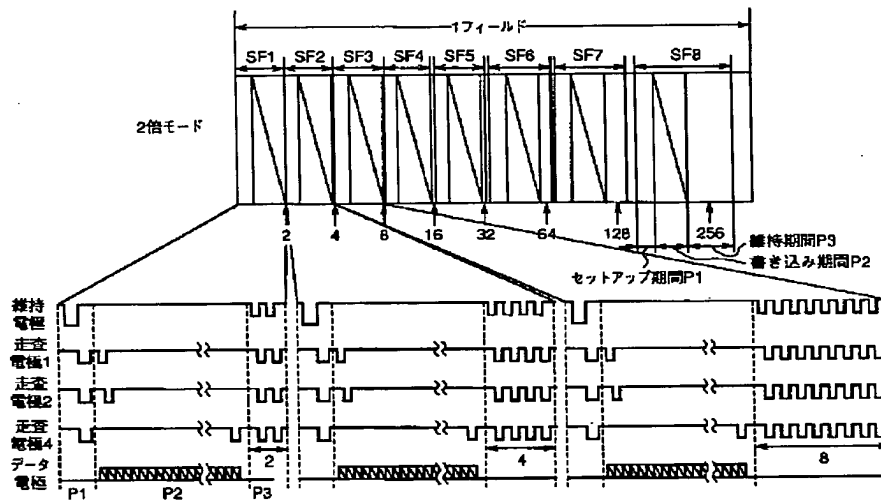 1フィールド
SF1 SF2 SF3 SF4 SF5 SF6 SF7 SF8
2倍モード
2 4 8 16 32 64 128 256
維持期間P3
書き込み期間P2
セットアップ期間P1
維持
電極
走査
電極1
走査
電極2
走査
電極4
2 4 8
データ
電極
P1 P2 P3